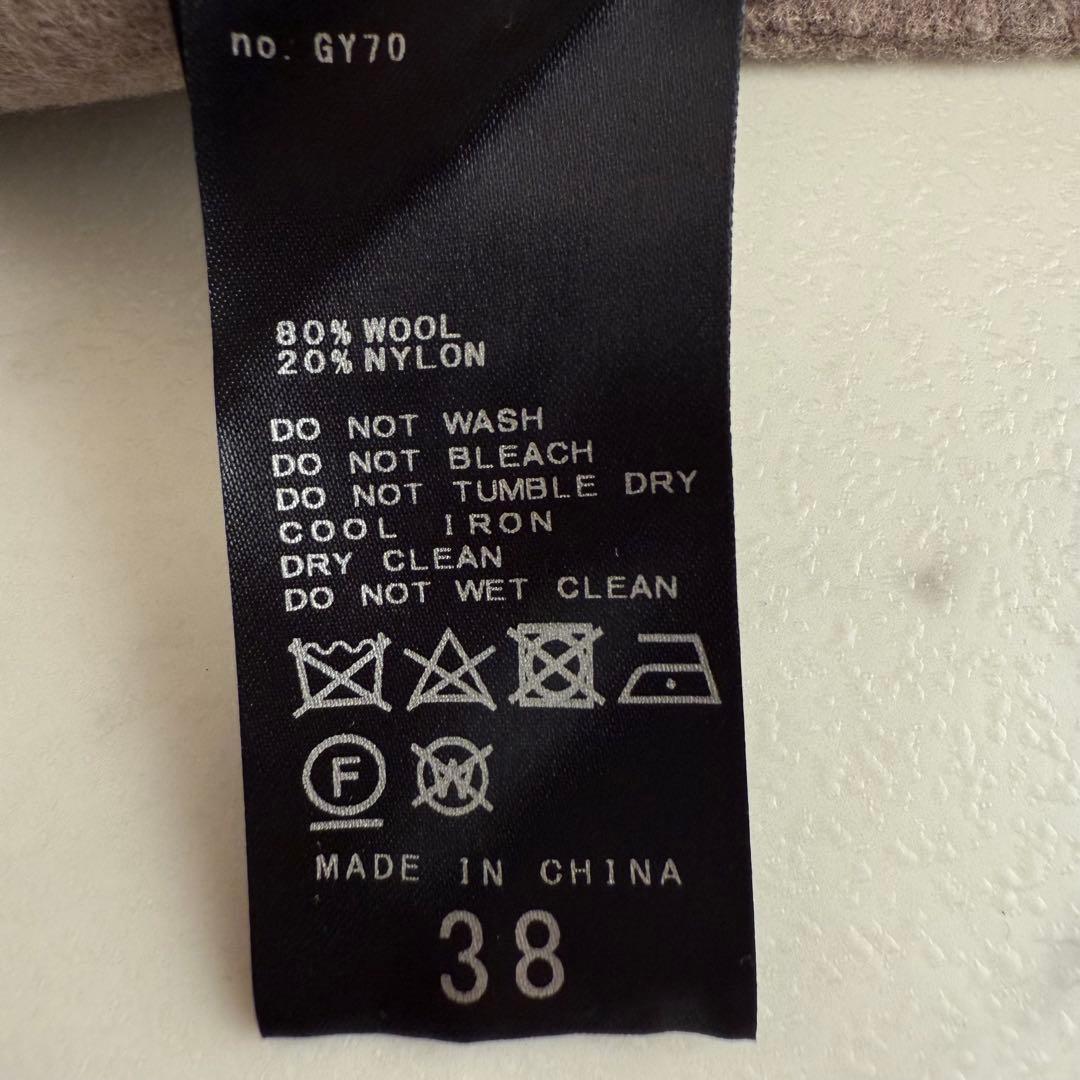 no. GY70
80% WOOL
20% NYLON
DO NOT WASH
DO NOT BLEACH
DO NOT TUMBLE DRY
COOL IRON
DRY CLEAN
DO NOT WET CLEAN
F W
MADE IN CHINA
38